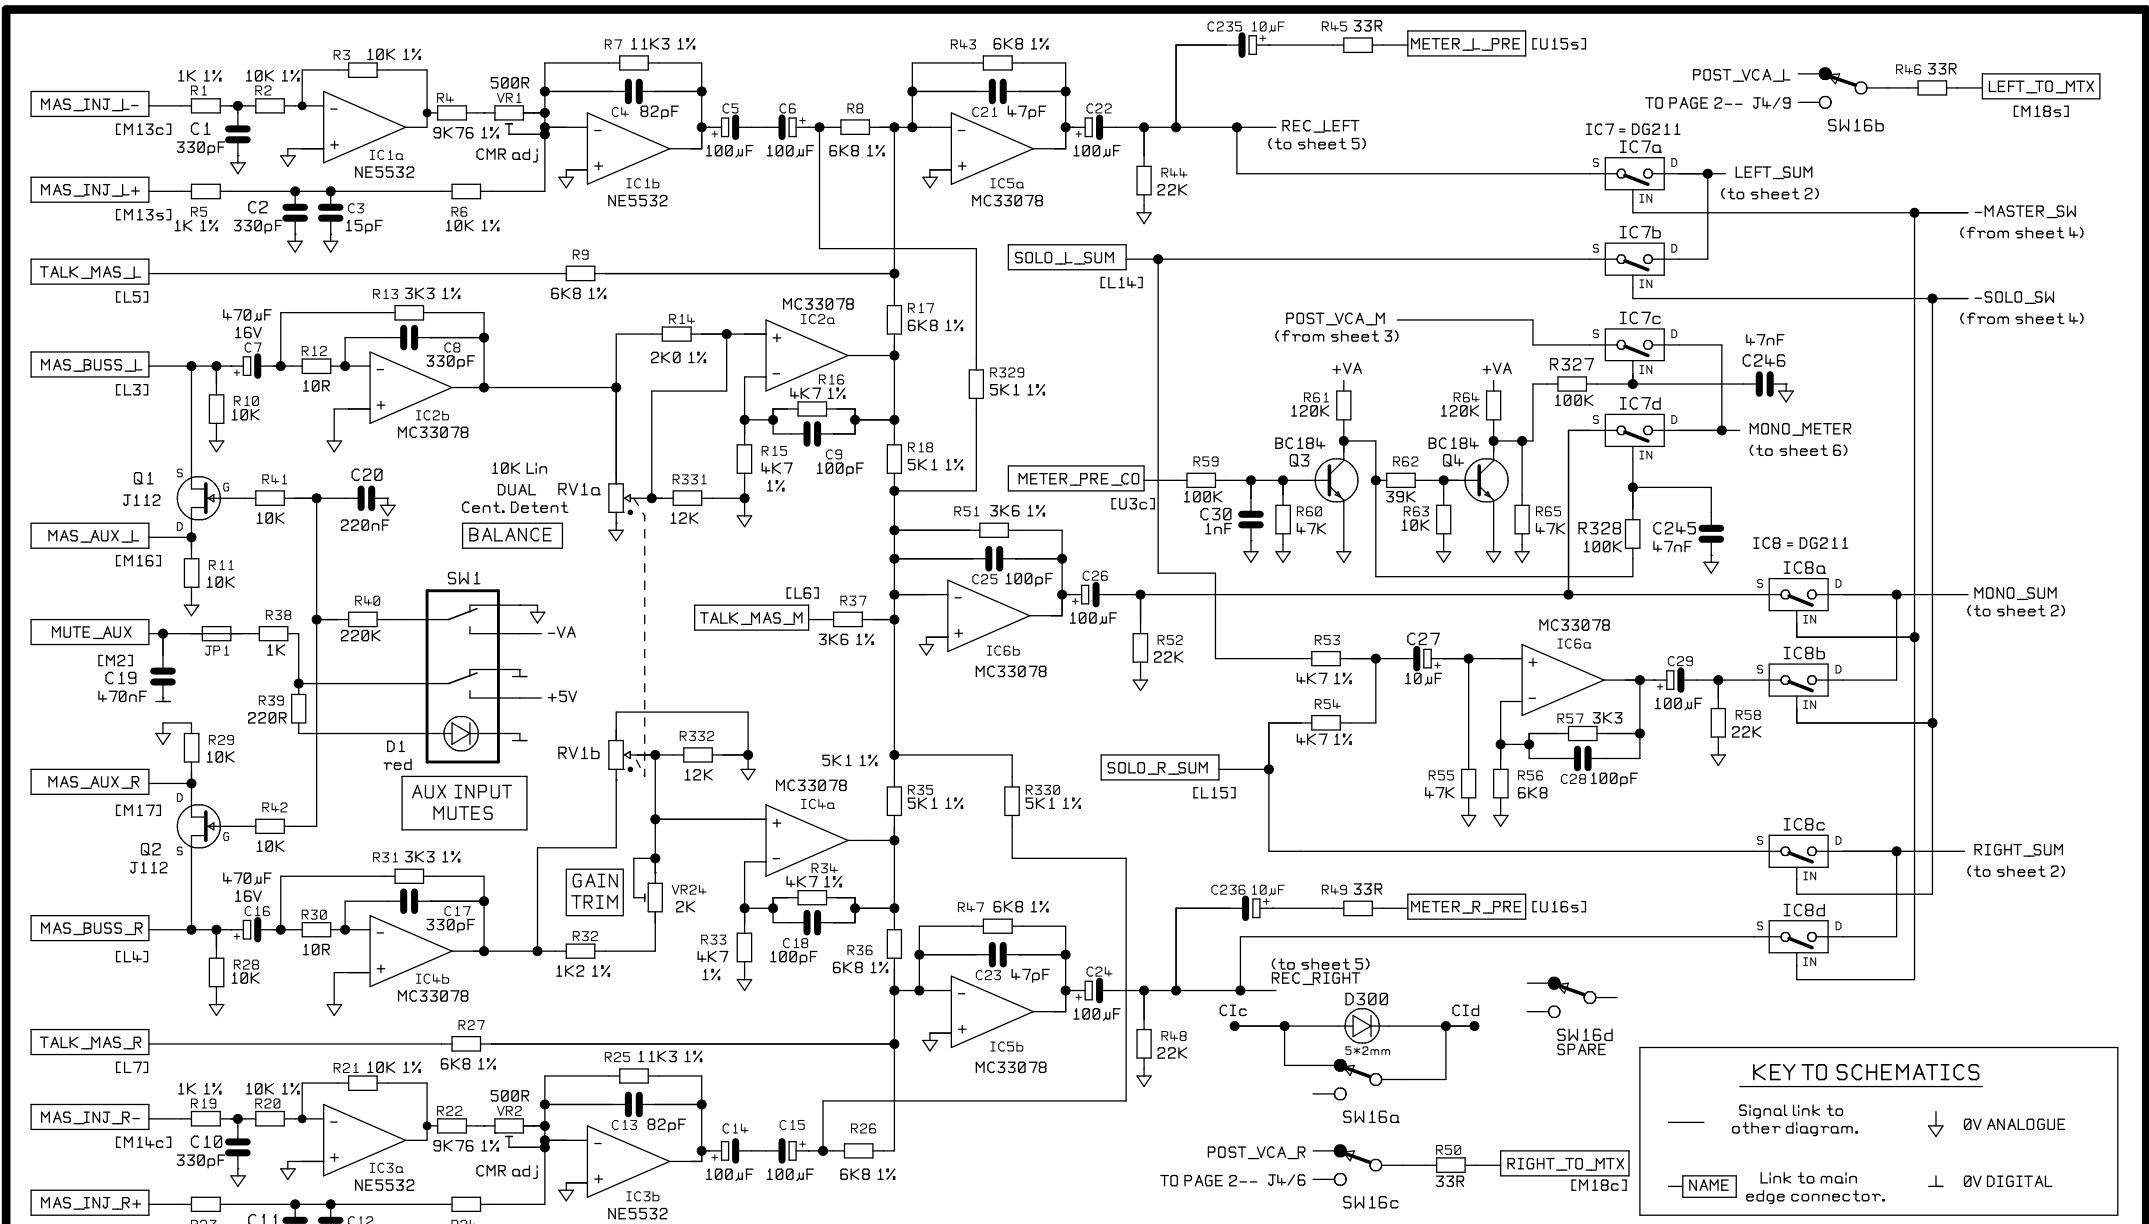 R3 10K 1%
1K 1%
R1
10K 1%
R2
MAS_INJ_L-
[M13c]
C1
330pF
IC1a
NE5532
R4
9K76 1%
500R
VR1
CMR adj
R7 11K3 1%
C4 82pF
IC1b
NE5532
C5
100µF
C6
100µF
R8
6K8 1%
R43 6K8 1%
C21 47pF
IC5a
MC33078
C22
100µF
R44
22K
C235 10µF
R45 33R
METER_L_PRE [U15s]
REC_LEFT
(to sheet 5)
POST_VCA_L
TO PAGE 2-- J4/9
SW16b
R46 33R
LEFT_TO_MTX
[M18s]
IC7 = DG211
IC7a
S D
IN
LEFT_SUM
(to sheet 2)
-MASTER_SW
(from sheet 4)
MAS_INJ_L+
[M13s]
R5
1K 1%
C2
330pF
C3
15pF
R6
10K 1%
TALK_MAS_L
[L5]
R9
6K8 1%
SOLO_L_SUM
[L14]
IC7b
S D
IN
-SOLO_SW
(from sheet 4)
470µF
16V
C7
R13 3K3 1%
C8
330pF
R12
10R
MAS_BUSS_L
[L3]
R10
10K
IC2b
MC33078
R14
2K0 1%
MC33078
IC2a
R16
4K7 1%
C9
100pF
R15
4K7
1%
R17
6K8 1%
R329
5K1 1%
R18
5K1 1%
POST_VCA_M
(from sheet 3)
IC7c
S D
IN
47nF
C246
R327
100K
+VA
R61
120K
BC184
Q3
+VA
R64
120K
BC184
Q4
IC7d
S D
IN
MONO_METER
(to sheet 6)
METER_PRE_CO
[U3c]
R59
100K
C30
1nF
R60
47K
R62
39K
R63
10K
R65
47K
R328
100K
C245
47nF
Q1
J112
S
G
D
R41
10K
C20
220nF
10K Lin
DUAL
Cent. Detent
RV1a
R331
12K
BALANCE
MAS_AUX_L
[M16]
R11
10K
R51 3K6 1%
C25 100pF
IC6b
MC33078
C26
100µF
[L6]
TALK_MAS_M
R37
3K6 1%
R52
22K
IC8 = DG211
IC8a
S D
IN
MONO_SUM
(to sheet 2)
SW1
R40
220K
-VA
+5V
D1
red
MUTE_AUX
[M2]
JP1
R38
1K
C19
470nF
R39
220R
AUX INPUT
MUTES
R53
4K7 1%
R54
4K7 1%
C27
10µF
MC33078
IC6a
R57 3K3
C28 100pF
R55
47K
R56
6K8
C29
100µF
R58
22K
IC8b
S D
IN
SOLO_R_SUM
[L15]
R29
10K
MAS_AUX_R
[M17]
D
G
S
Q2
J112
R42
10K
RV1b
R332
12K
5K1 1%
R35
5K1 1%
R330
5K1 1%
MC33078
IC4a
R34
4K7 1%
C18
100pF
R33
4K7
1%
R36
6K8 1%
GAIN
TRIM
VR24
2K
IC8c
S D
IN
RIGHT_SUM
(to sheet 2)
470µF
16V
C16
R31 3K3 1%
C17
330pF
R30
10R
MAS_BUSS_R
[L4]
R28
10K
IC4b
MC33078
R32
1K2 1%
R47 6K8 1%
C23 47pF
IC5b
MC33078
C24
100µF
R48
22K
C236 10µF
R49 33R
METER_R_PRE [U16s]
IC8d
S D
IN
(to sheet 5)
REC_RIGHT
CIc
D300
CId
5*2mm
SW16a
SW16d
SPARE
TALK_MAS_R
[L7]
R27
6K8 1%
1K 1%
R19
10K 1%
R20
R21 10K 1%
MAS_INJ_R-
[M14c]
C10
330pF
IC3a
NE5532
R22
9K76 1%
500R
VR2
CMR adj
R25 11K3 1%
C13 82pF
IC3b
NE5532
C14
100µF
C15
100µF
R26
6K8 1%
POST_VCA_R
TO PAGE 2-- J4/6
SW16c
R50
33R
RIGHT_TO_MTX
[M18c]
MAS_INJ_R+
R23
C11
C12
R24
KEY TO SCHEMATICS
Signal link to
other diagram.
0V ANALOGUE
NAME
Link to main
edge connector.
0V DIGITAL